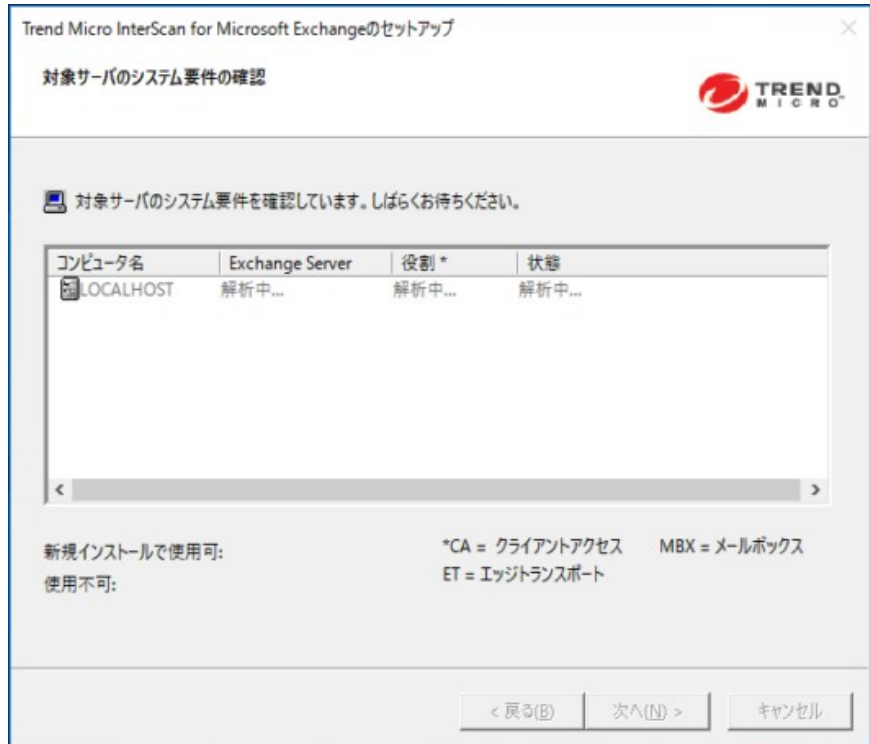 Trend Micro InterScan for Microsoft Exchangeのセットアップ
対象サーバのシステム要件の確認
TREND
MICRO
対象サーバのシステム要件を確認しています。しばらくお待ちください。
コンピュータ名 Exchange Server 役割 * 状態
LOCALHOST 解析中... 解析中... 解析中...
新規インストールで使用可: *CA = クライアントアクセス MBX = メールボックス
使用不可: ET = エッジトランスポート
< 戻る(B) 次へ(N) > キャンセル